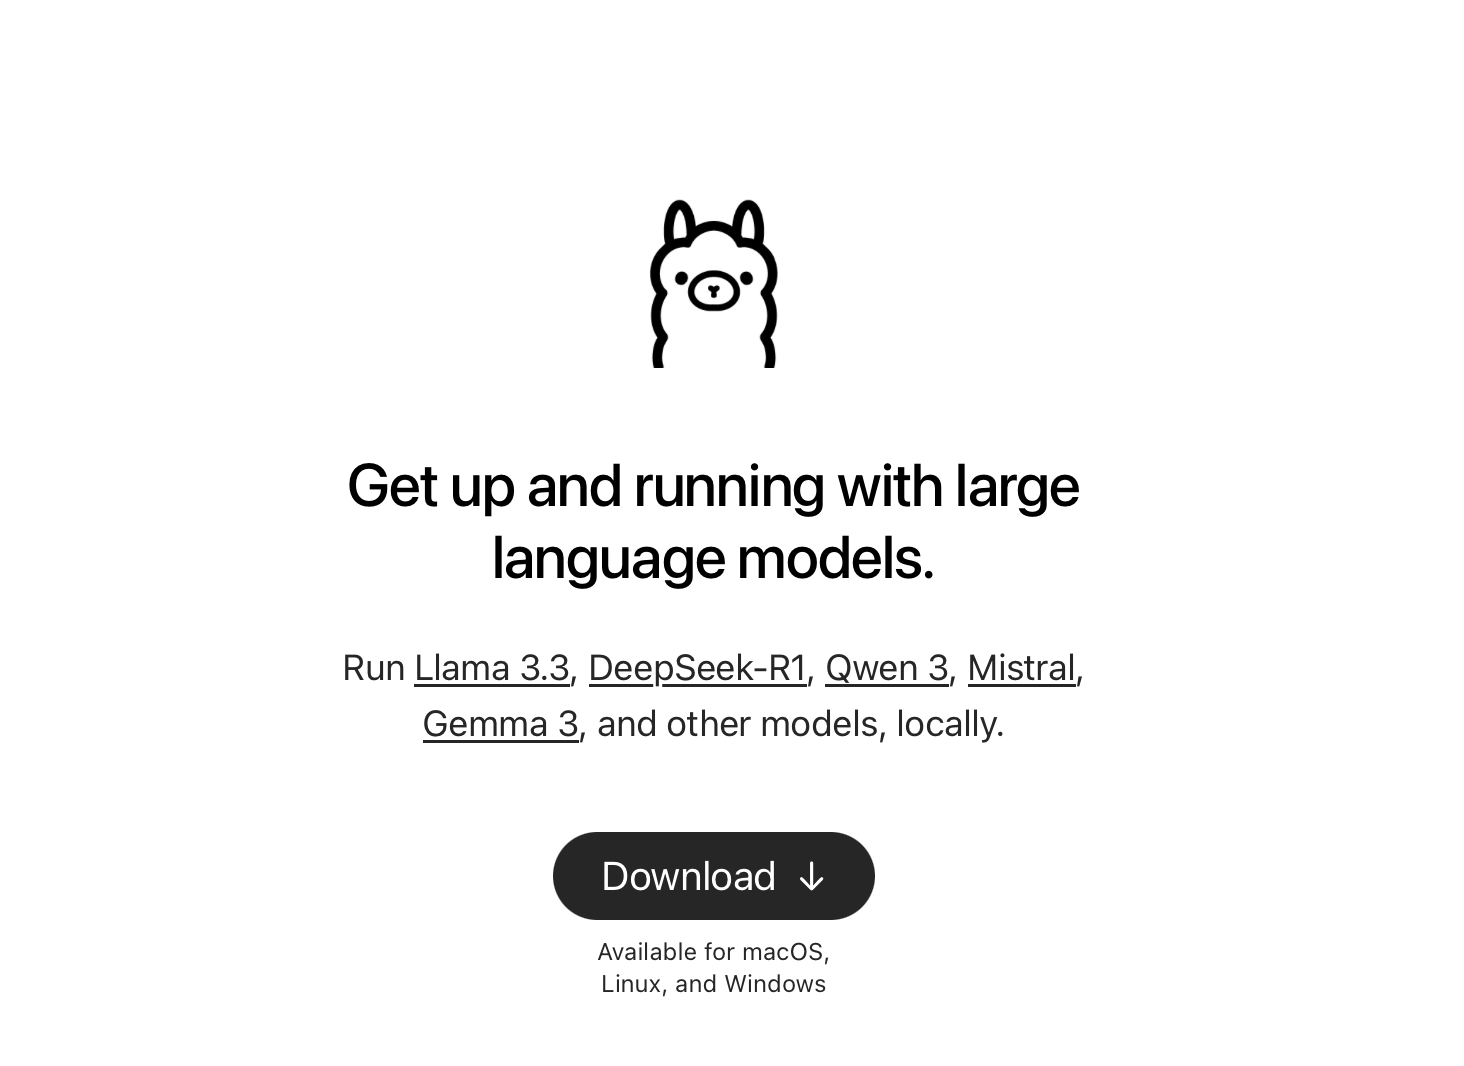 Get up and running with large
language models.
Run Llama 3.3, DeepSeek-R1, Qwen 3, Mistral,
Gemma 3, and other models, locally.
Download ↓
Available for macOS,
Linux, and Windows